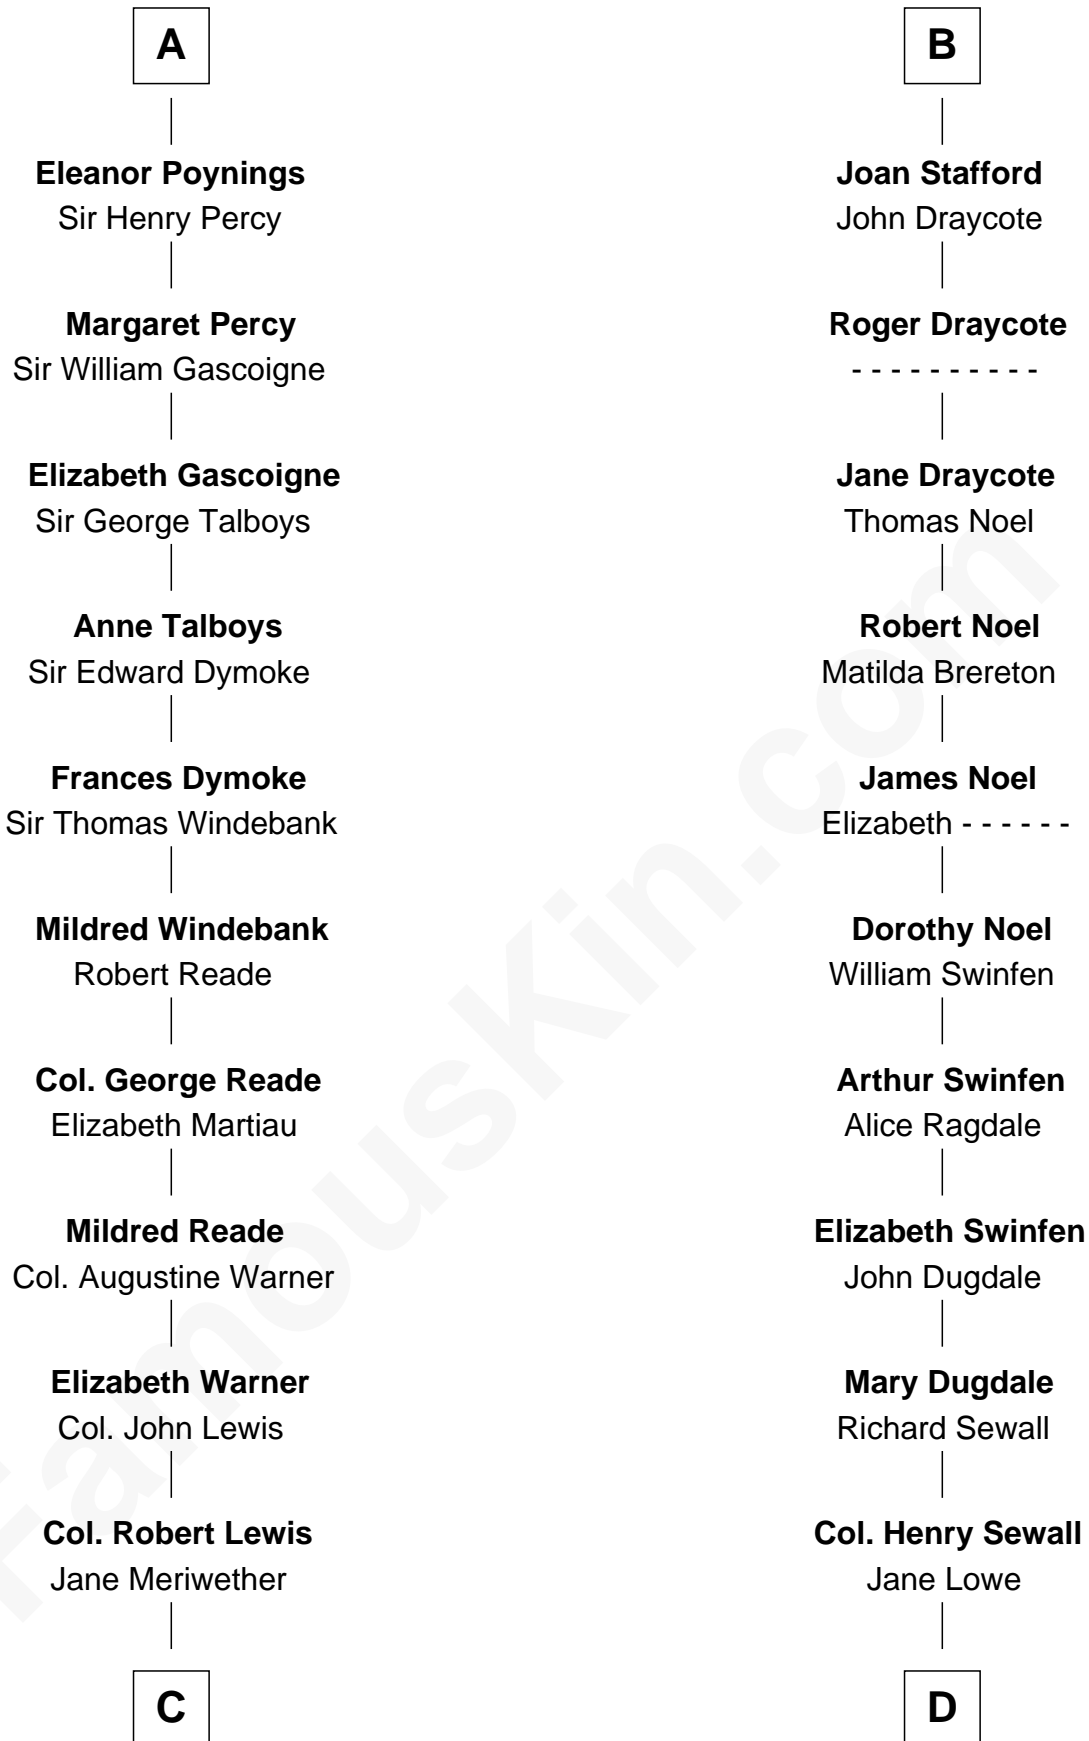 A
Eleanor Poynings
Sir Henry Percy
Margaret Percy
Sir William Gascoigne
Elizabeth Gascoigne
Sir George Talboys
Anne Talboys
Sir Edward Dymoke
Frances Dymoke
Sir Thomas Windebank
Mildred Windebank
Robert Reade
Col. George Reade
Elizabeth Martiau
Mildred Reade
Col. Augustine Warner
Elizabeth Warner
Col. John Lewis
Col. Robert Lewis
Jane Meriwether
C
B
Joan Stafford
John Draycote
Roger Draycote
- - - - - - - - - -
Jane Draycote
Thomas Noel
Robert Noel
Matilda Brereton
James Noel
Elizabeth - - - - - -
Dorothy Noel
William Swinfen
Arthur Swinfen
Alice Ragdale
Elizabeth Swinfen
John Dugdale
Mary Dugdale
Richard Sewall
Col. Henry Sewall
Jane Lowe
D
FamousKin.com